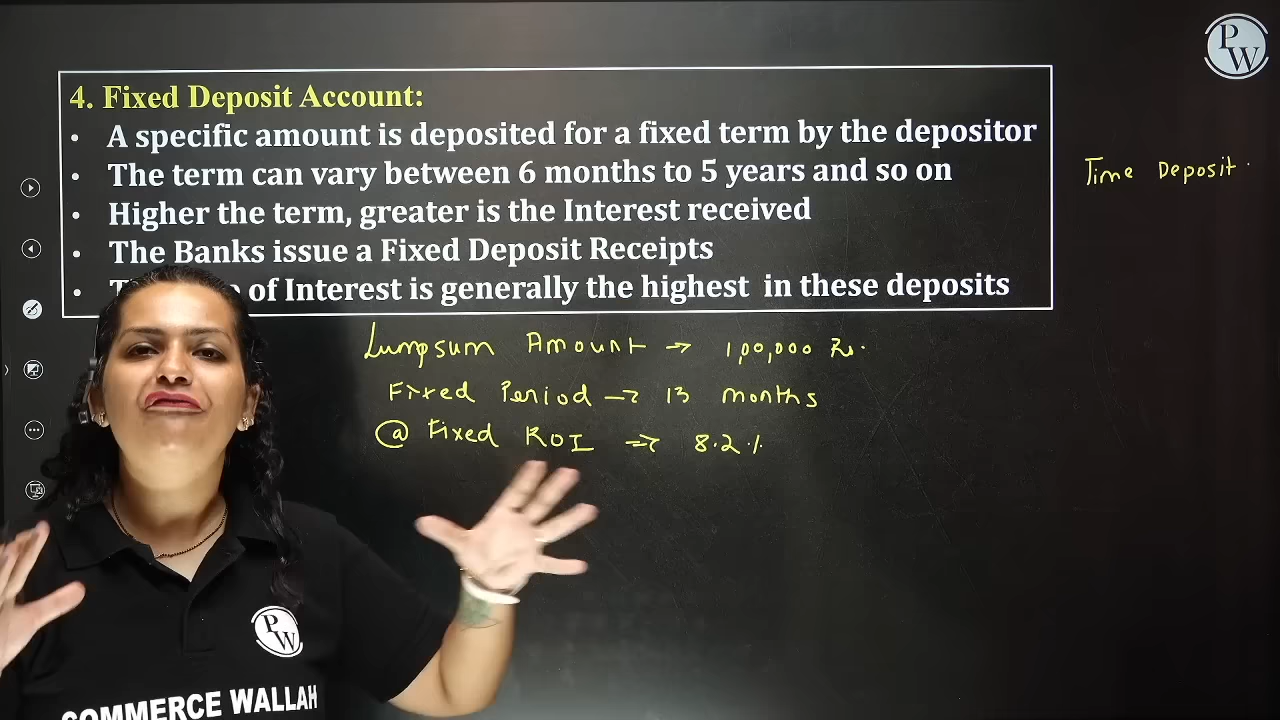 P
W
4. Fixed Deposit Account:
• A specific amount is deposited for a fixed term by the depositor
• The term can vary between 6 months to 5 years and so on
• Higher the term, greater is the Interest received
• The Banks issue a Fixed Deposit Receipts
• of Interest is generally the highest in these deposits
Time Deposit.
Lumpsum Amount → 1,00,000 Rs.
Fixed Period → 13 months
@ Fixed ROI ⇒ 8.2%
P
W
COMMERCE WALLAH